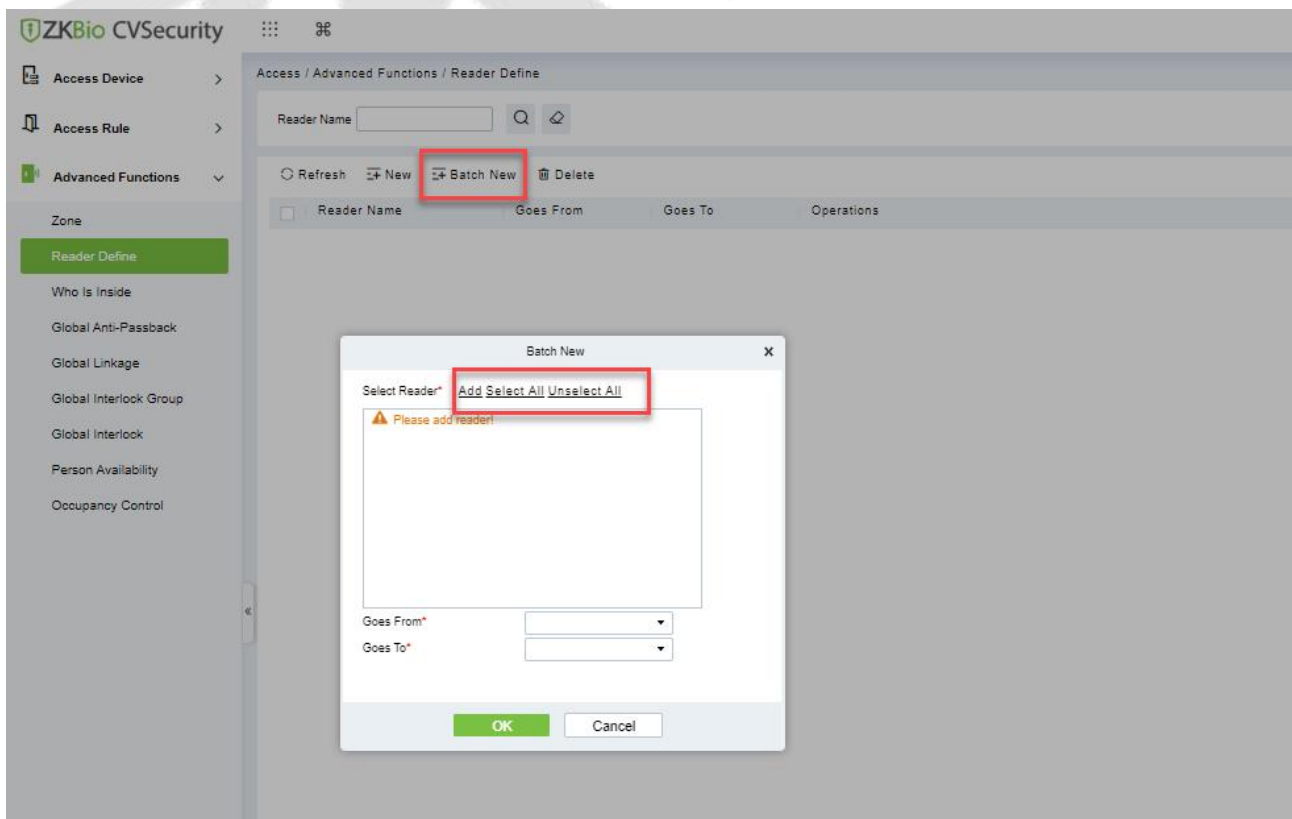 ZKBio CVSecurity
Access Device
Access Rule
Advanced Functions
Zone
Reader Define
Who Is Inside
Global Anti-Passback
Global Linkage
Global Interlock Group
Global Interlock
Person Availability
Occupancy Control
Access / Advanced Functions / Reader Define
Reader Name
Refresh New Batch New Delete
Reader Name Goes From Goes To Operations
Batch New
Select Reader* Add Select All Unselect All
Please add reader!
Goes From*
Goes To*
OK Cancel